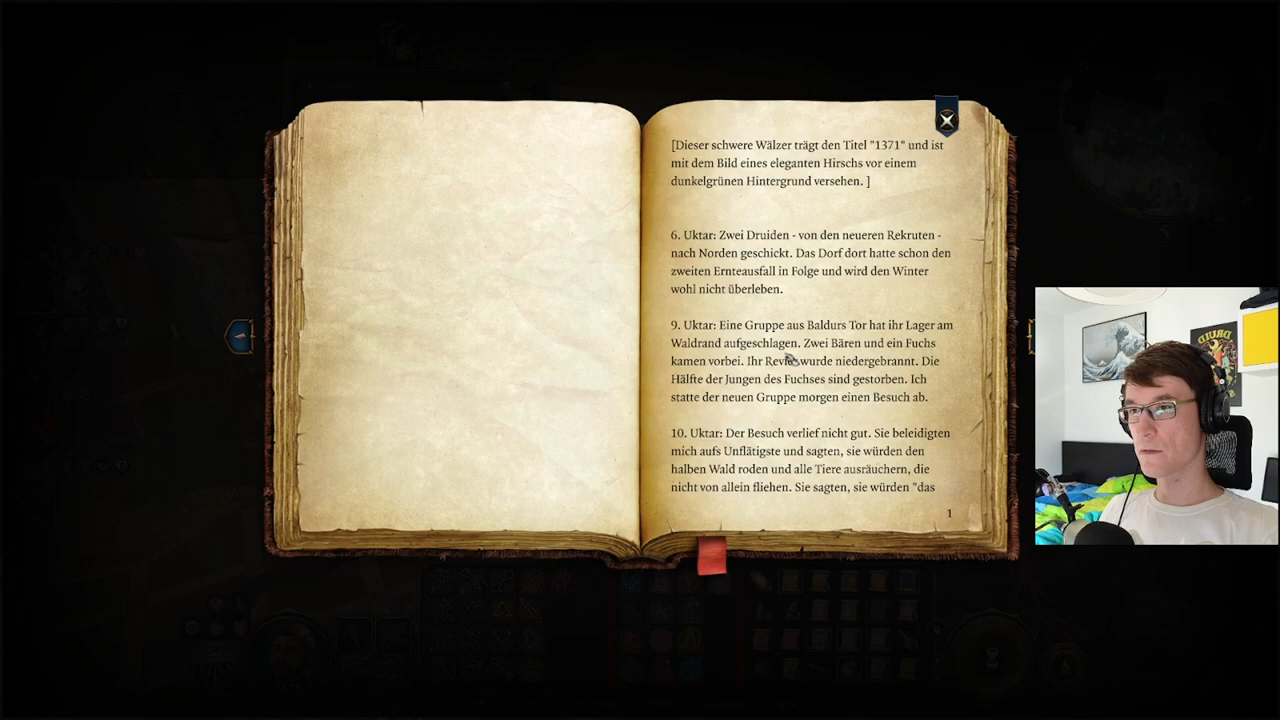 [Dieser schwere Wälzer trägt den Titel "1371" und ist
mit dem Bild eines eleganten Hirschs vor einem
dunkelgrünen Hintergrund versehen. ]
6. Uktar: Zwei Druiden - von den neueren Rekruten -
nach Norden geschickt. Das Dorf dort hatte schon den
zweiten Ernteausfall in Folge und wird den Winter
wohl nicht überleben.
9. Uktar: Eine Gruppe aus Baldurs Tor hat ihr Lager am
Waldrand aufgeschlagen. Zwei Bären und ein Fuchs
kamen vorbei. Ihr Revier wurde niedergebrannt. Die
Hälfte der Jungen des Fuchses sind gestorben. Ich
statte der neuen Gruppe morgen einen Besuch ab.
10. Uktar: Der Besuch verlief nicht gut. Sie beleidigten
mich aufs Unflätigste und sagten, sie würden den
halben Wald roden und alle Tiere ausräuchern, die
nicht von allein fliehen. Sie sagten, sie würden "das
1